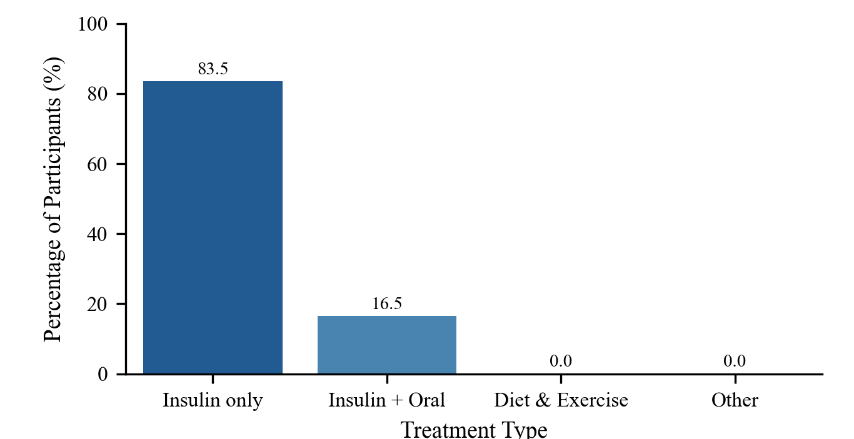 100
80
60
40
20
0
Percentage of Participants (%)
83.5
16.5
0.0
0.0
Insulin only
Insulin + Oral
Diet & Exercise
Other
Treatment Type